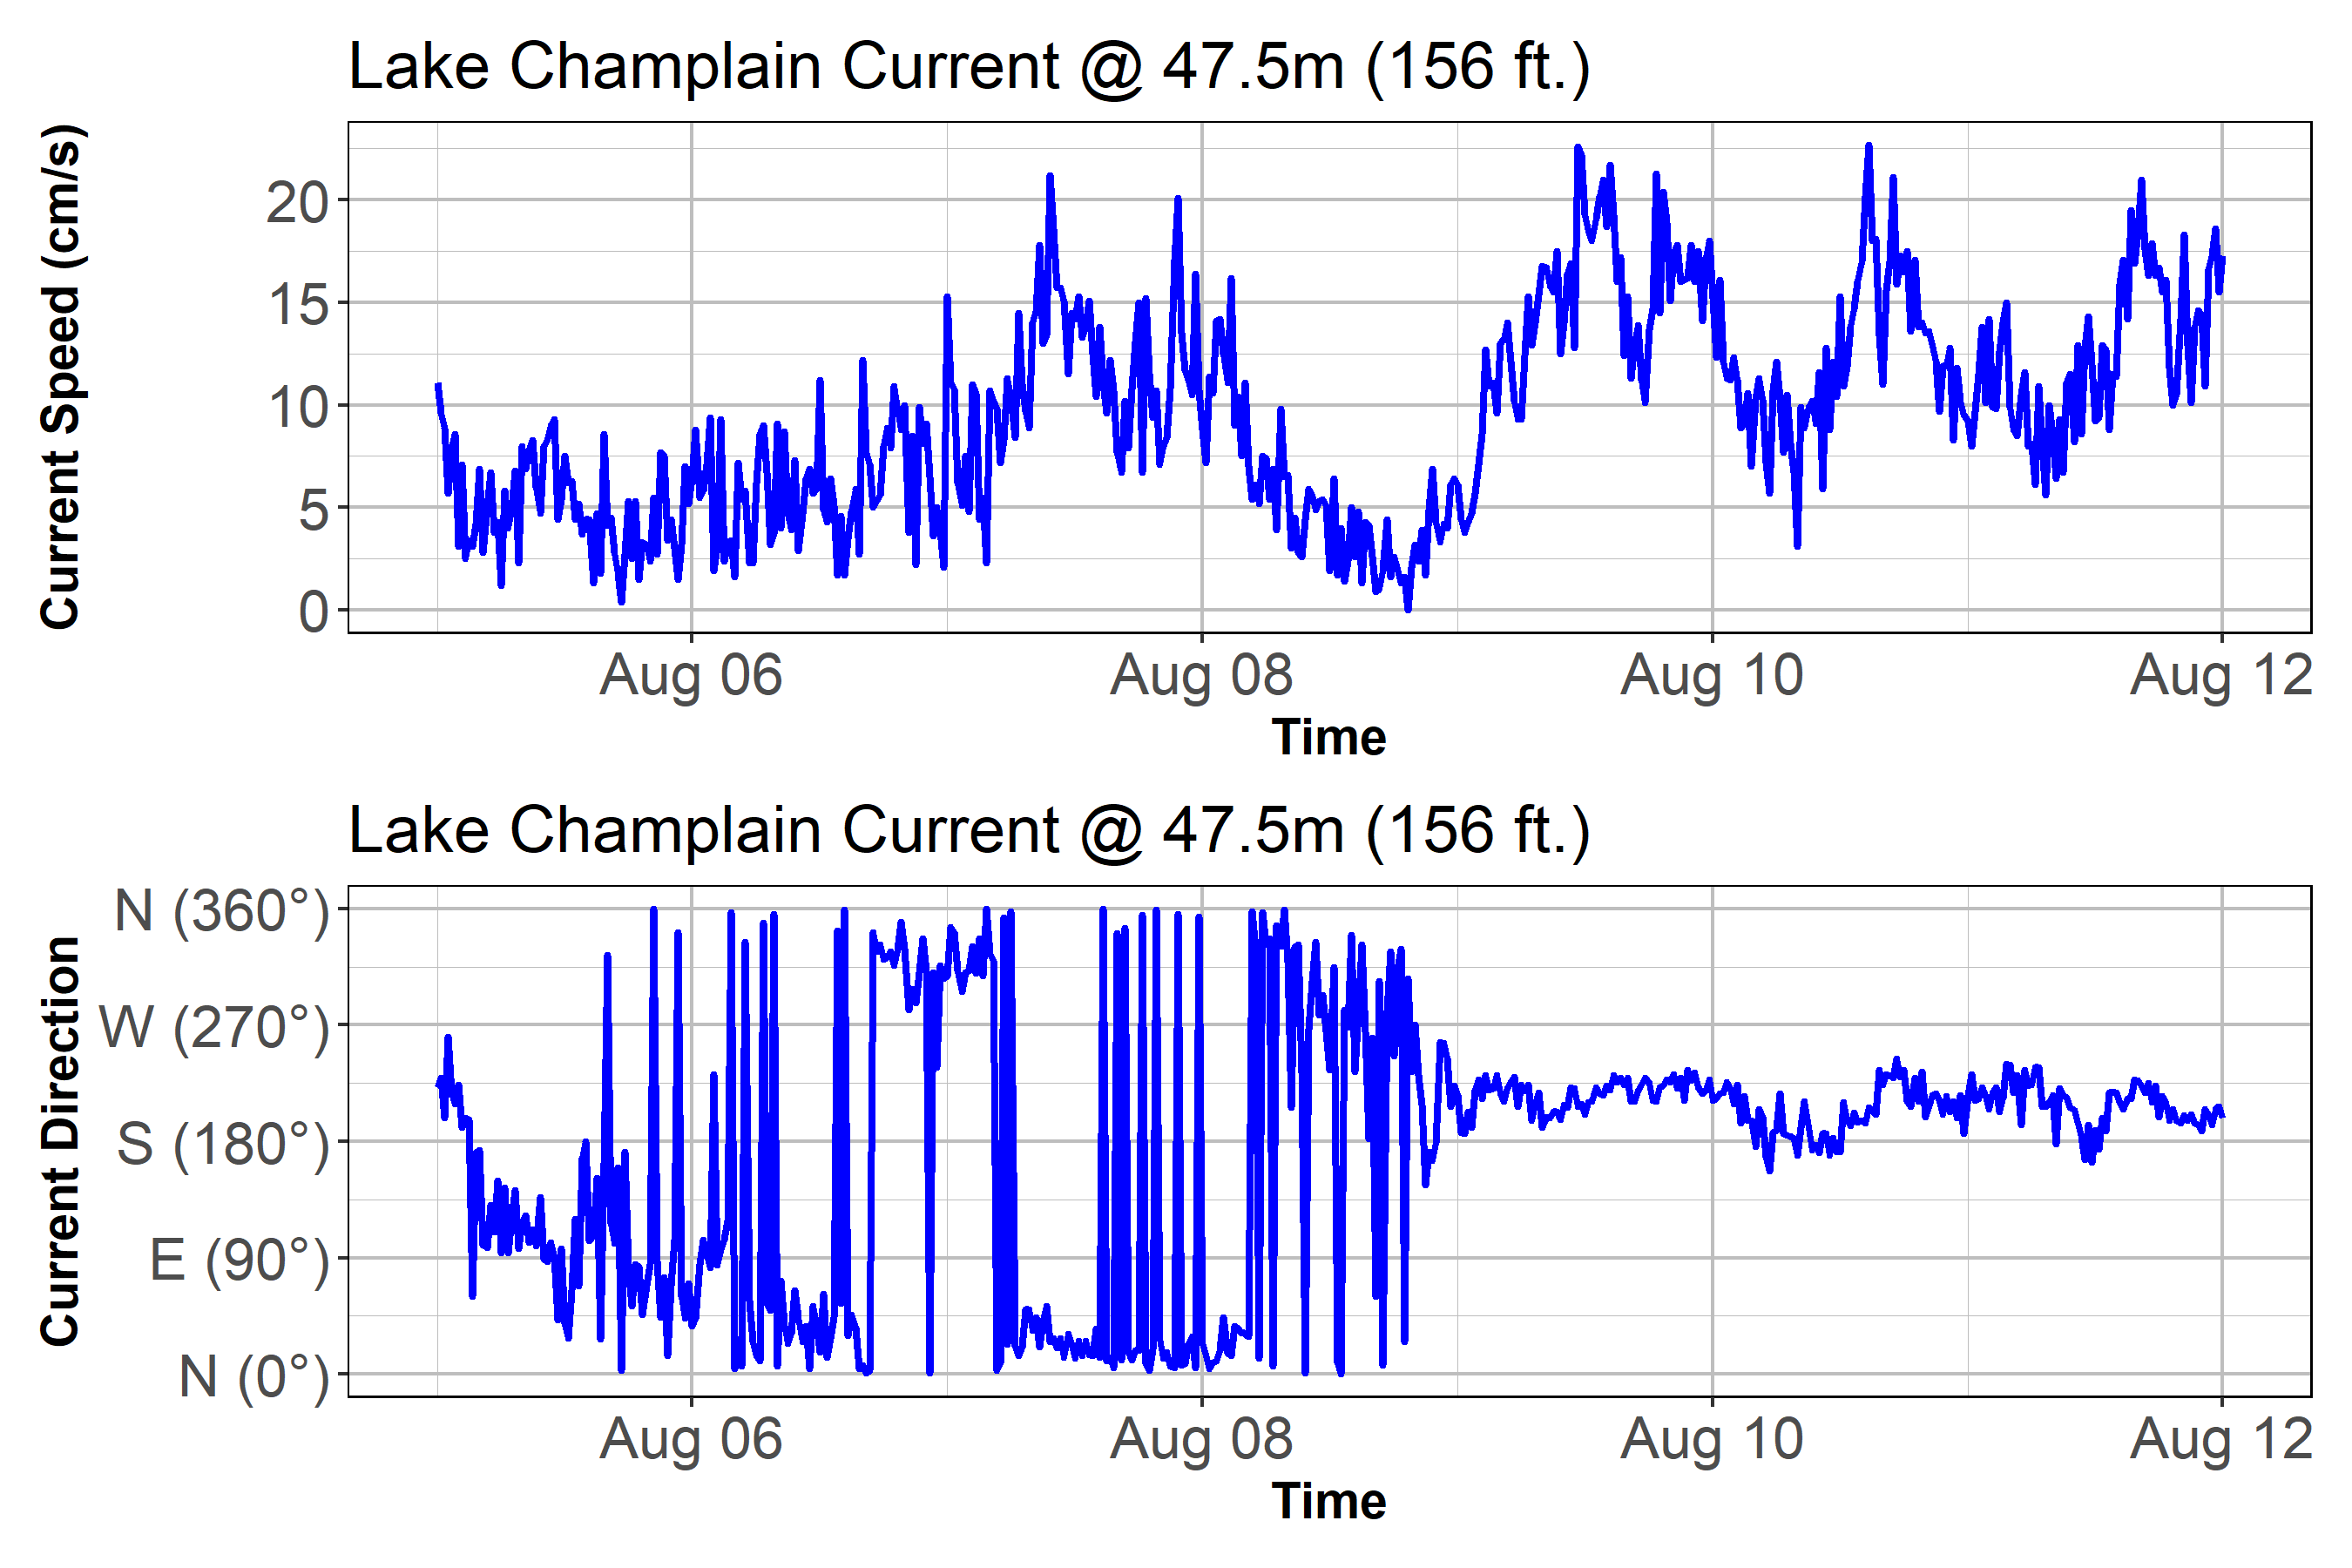 Lake Champlain Current @ 47.5m (156 ft.)
Current Speed (cm/s)
20
15
10
5
0
Aug 06 Aug 08 Aug 10 Aug 12
Time
Lake Champlain Current @ 47.5m (156 ft.)
Current Direction
N (360°)
W (270°)
S (180°)
E (90°)
N (0°)
Aug 06 Aug 08 Aug 10 Aug 12
Time